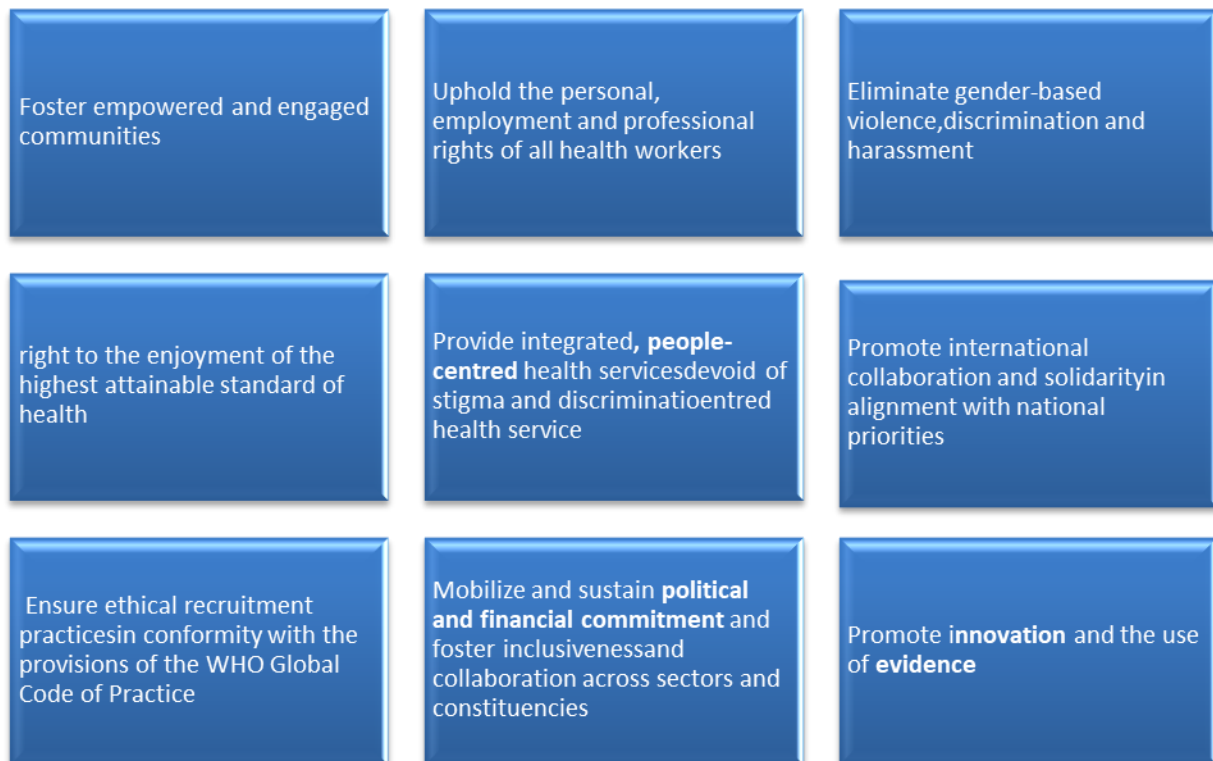 Foster empowered and engaged
communities
Uphold the personal,
employment and professional
rights of all health workers
Eliminate gender-based
violence,discrimination and
harassment
right to the enjoyment of the
highest attainable standard of
health
Provide integrated, people-
centred health servicesdevoid of
stigma and discriminatioentred
health service
Promote international
collaboration and solidarityin
alignment with national
priorities
Ensure ethical recruitment
practicesin conformity with the
provisions of the WHO Global
Code of Practice
Mobilize and sustain political
and financial commitment and
foster inclusivenessand
collaboration across sectors and
constituencies
Promote innovation and the use
of evidence